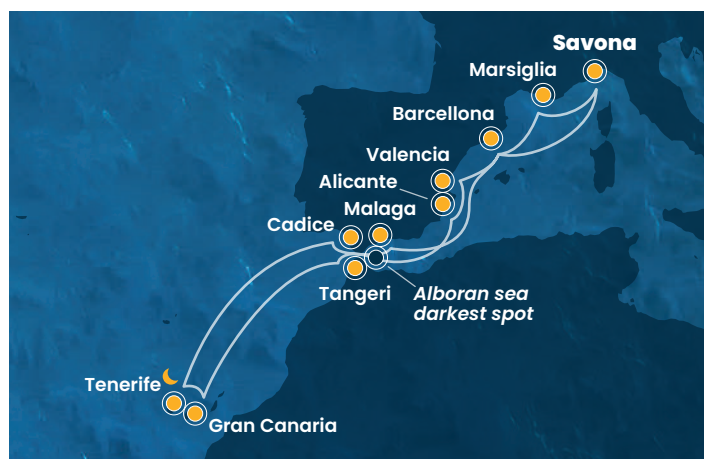 Savona
Marsiglia
Barcellona
Valencia
Alicante
Malaga
Cadice
Tangeri
Alboran sea
darkest spot
Tenerife
Gran Canaria